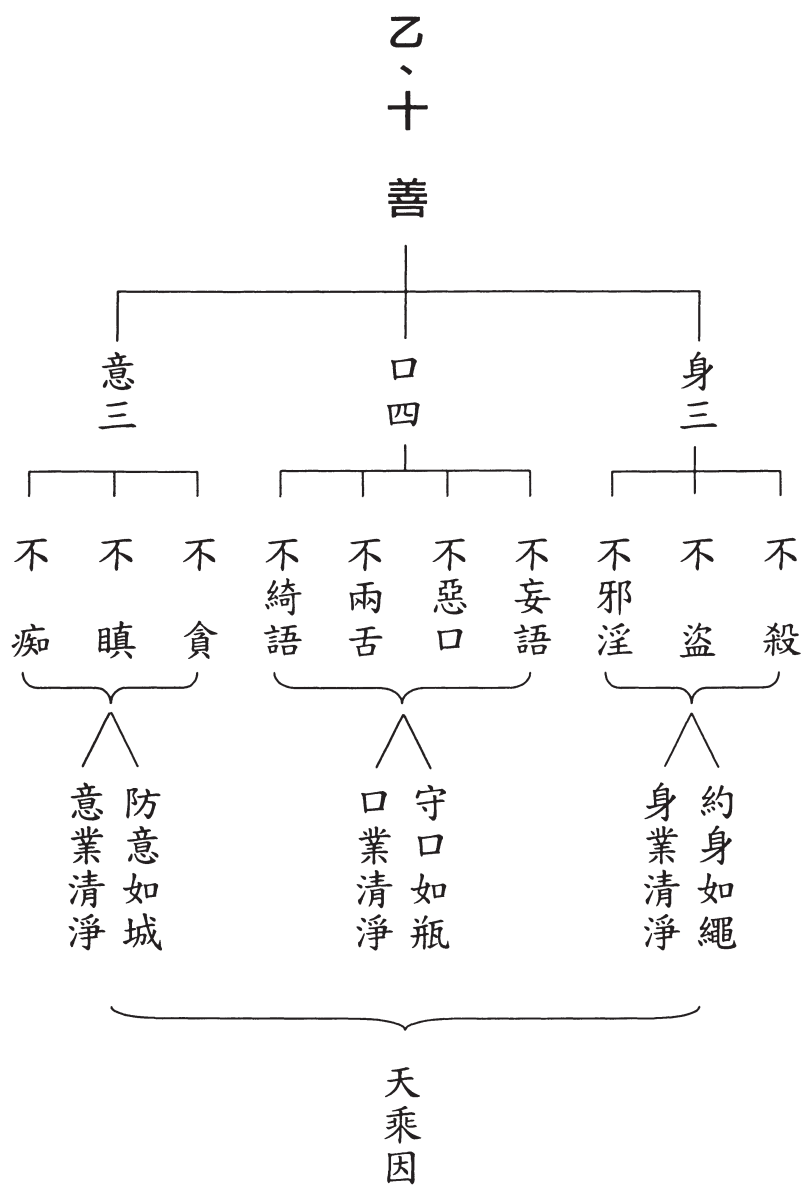 乙、十善
身三
口四
意三
不殺
不盜
不邪淫
不妄語
不惡口
不兩舌
不綺語
不貪
不瞋
不痴
約身如繩
身業清淨
守口如瓶
口業清淨
防意如城
意業清淨
天乘因